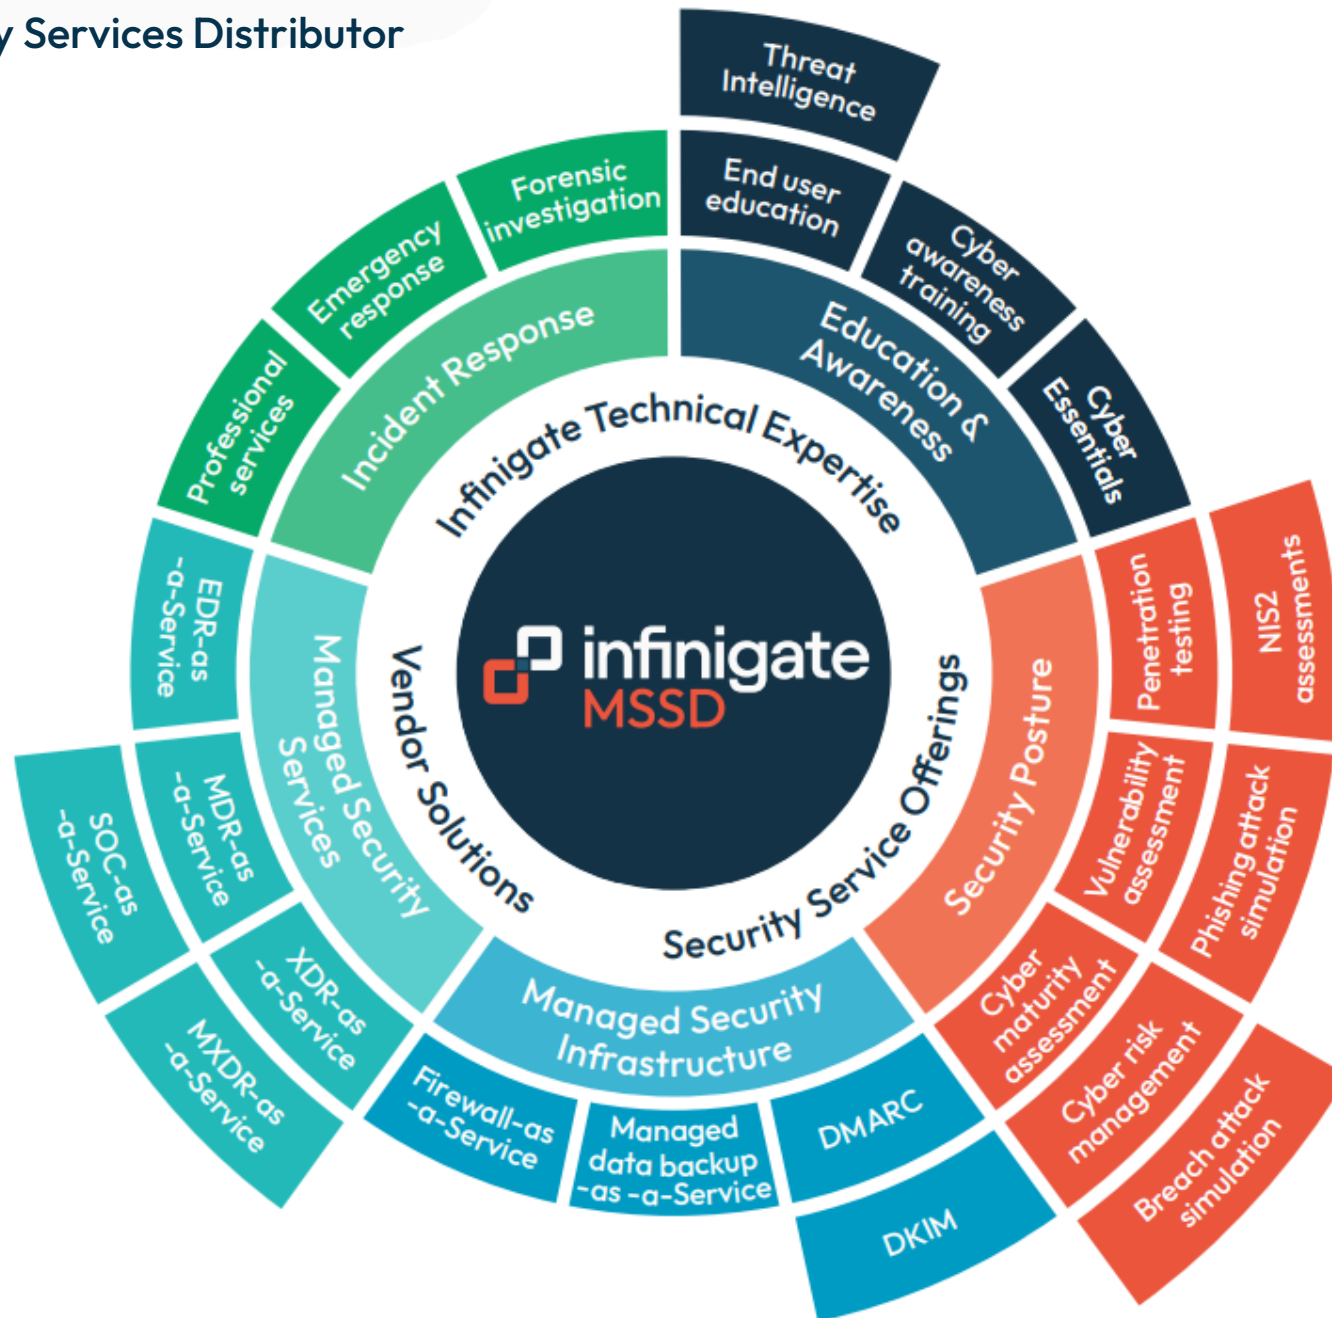 y Services Distributor
Threat
Intelligence
End user
education
Cyber
awareness
training
Cyber
Essentials
Education &
Awareness
Forensic
investigation
Emergency
response
Professional
services
Incident Response
Infinigate Technical Expertise
infinigate
MSSD
Vendor Solutions
Security Service Offerings
Security Posture
Penetration
testing
NIS2
assessments
Vulnerability
assessment
Phishing attack
simulation
Cyber
maturity
assessment
Cyber risk
management
Breach attack
simulation
Managed Security
Infrastructure
Firewall-as
-a-Service
Managed
data backup
-as -a-Service
DMARC
DKIM
Managed Security
Services
EDR-as
-a-Service
MDR-as
-a-Service
SOC-as
-a-Service
XDR-as
-a-Service
MXDR-as
-a-Service